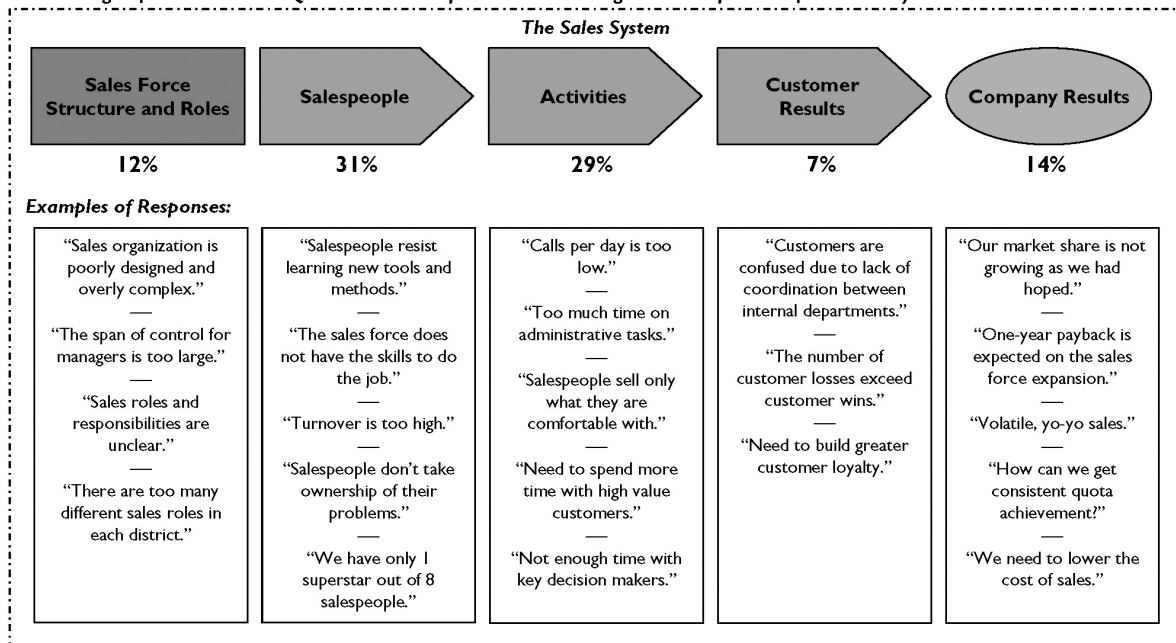 The Sales System
Sales Force
Structure and Roles
Salespeople
Activities
Customer
Results
Company Results
12%
31%
29%
7%
14%
Examples of Responses:
“Sales organization is
poorly designed and
overly complex.”
—
“The span of control for
managers is too large.”
—
“Sales roles and
responsibilities are
unclear.”
—
“There are too many
different sales roles in
each district.”
“Salespeople resist
learning new tools and
methods.”
—
“The sales force does
not have the skills to do
the job.”
—
“Turnover is too high.”
—
“Salespeople don’t take
ownership of their
problems.”
—
“We have only 1
superstar out of 8
salespeople.”
“Calls per day is too
low.”
—
“Too much time on
administrative tasks.”
—
“Salespeople sell only
what they are
comfortable with.”
—
“Need to spend more
time with high value
customers.”
—
“Not enough time with
key decision makers.”
“Customers are
confused due to lack of
coordination between
internal departments.”
—
“The number of
customer losses exceed
customer wins.”
—
“Need to build greater
customer loyalty.”
“Our market share is not
growing as we had
hoped.”
—
“One-year payback is
expected on the sales
force expansion.”
—
“Volatile, yo-yo sales.”
—
“How can we get
consistent quota
achievement?”
—
“We need to lower the
cost of sales.”